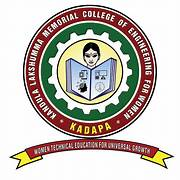 KANDULA LAKSHUMMA MEMORIAL COLLEGE OF ENGINEERING FOR WOMEN
KADAPA
WOMEN TECHNICAL EDUCATION FOR UNIVERSAL GROWTH